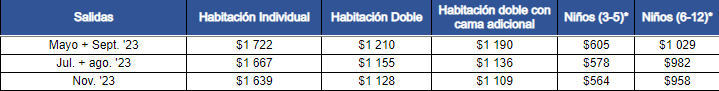 Salidas Habitación Individual Habitación Doble Habitación doble con cama adicional Niños (3-5)* Niños (6-12)*
Mayo + Sept. '23 $1 722 $1 210 $1 190 $605 $1 029
Jul. + ago. '23 $1 667 $1 155 $1 136 $578 $982
Nov. '23 $1 639 $1 128 $1 109 $564 $958